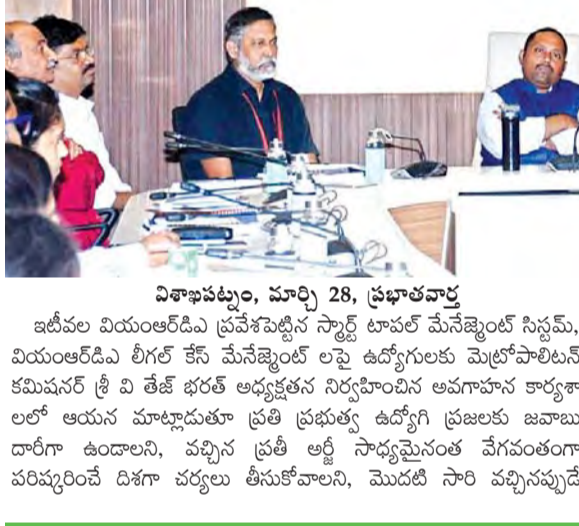 విశాఖపట్నం, మార్చి 28, ప్రభాతవార్త
ఇటీవల వియంఆర్‌డిఎ ప్రవేశపెట్టిన స్మార్ట్ టాపల్ మేనేజ్మెంట్ సిస్టమ్,
వియంఆర్‌డిఎ లీగల్ కేస్ మేనేజ్మెంట్ లపై ఉద్యోగులకు మెట్రోపాలిటన్
కమిషనర్ శ్రీ వి తేజ్ భరత్ అధ్యక్షతన నిర్వహించిన అవగాహన కార్యశా
లలో ఆయన మాట్లాడుతూ ప్రతి ప్రభుత్వ ఉద్యోగి ప్రజలకు జవాబు
దారీగా ఉండాలని, వచ్చిన ప్రతీ అర్జీ సాధ్యమైనంత వేగవంతంగా
పరిష్కరించే దిశగా చర్యలు తీసుకోవాలని, మొదటి సారి వచ్చినప్పుడే